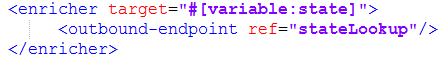 <enricher target="#[variable:state]">
    <outbound-endpoint ref="stateLookup"/>
</enricher>